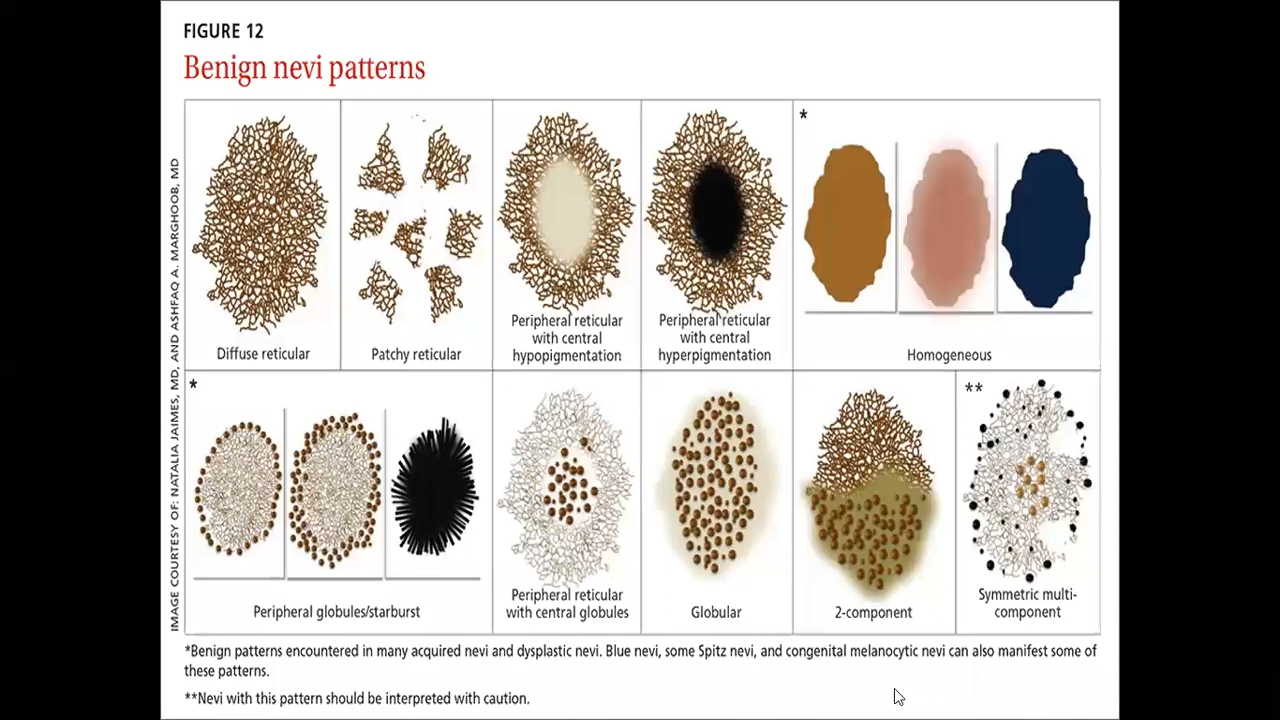 FIGURE 12
Benign nevi patterns
IMAGE COURTESY OF: NATALIA JAIMES, MD, AND ASHFAQ A. MARGHOOB, MD
Diffuse reticular
Patchy reticular
Peripheral reticular
with central
hypopigmentation
Peripheral reticular
with central
hyperpigmentation
*
Homogeneous
*
Peripheral globules/starburst
Peripheral reticular
with central globules
Globular
2-component
**
Symmetric multi-
component
*Benign patterns encountered in many acquired nevi and dysplastic nevi. Blue nevi, some Spitz nevi, and congenital melanocytic nevi can also manifest some of
these patterns.
**Nevi with this pattern should be interpreted with caution.